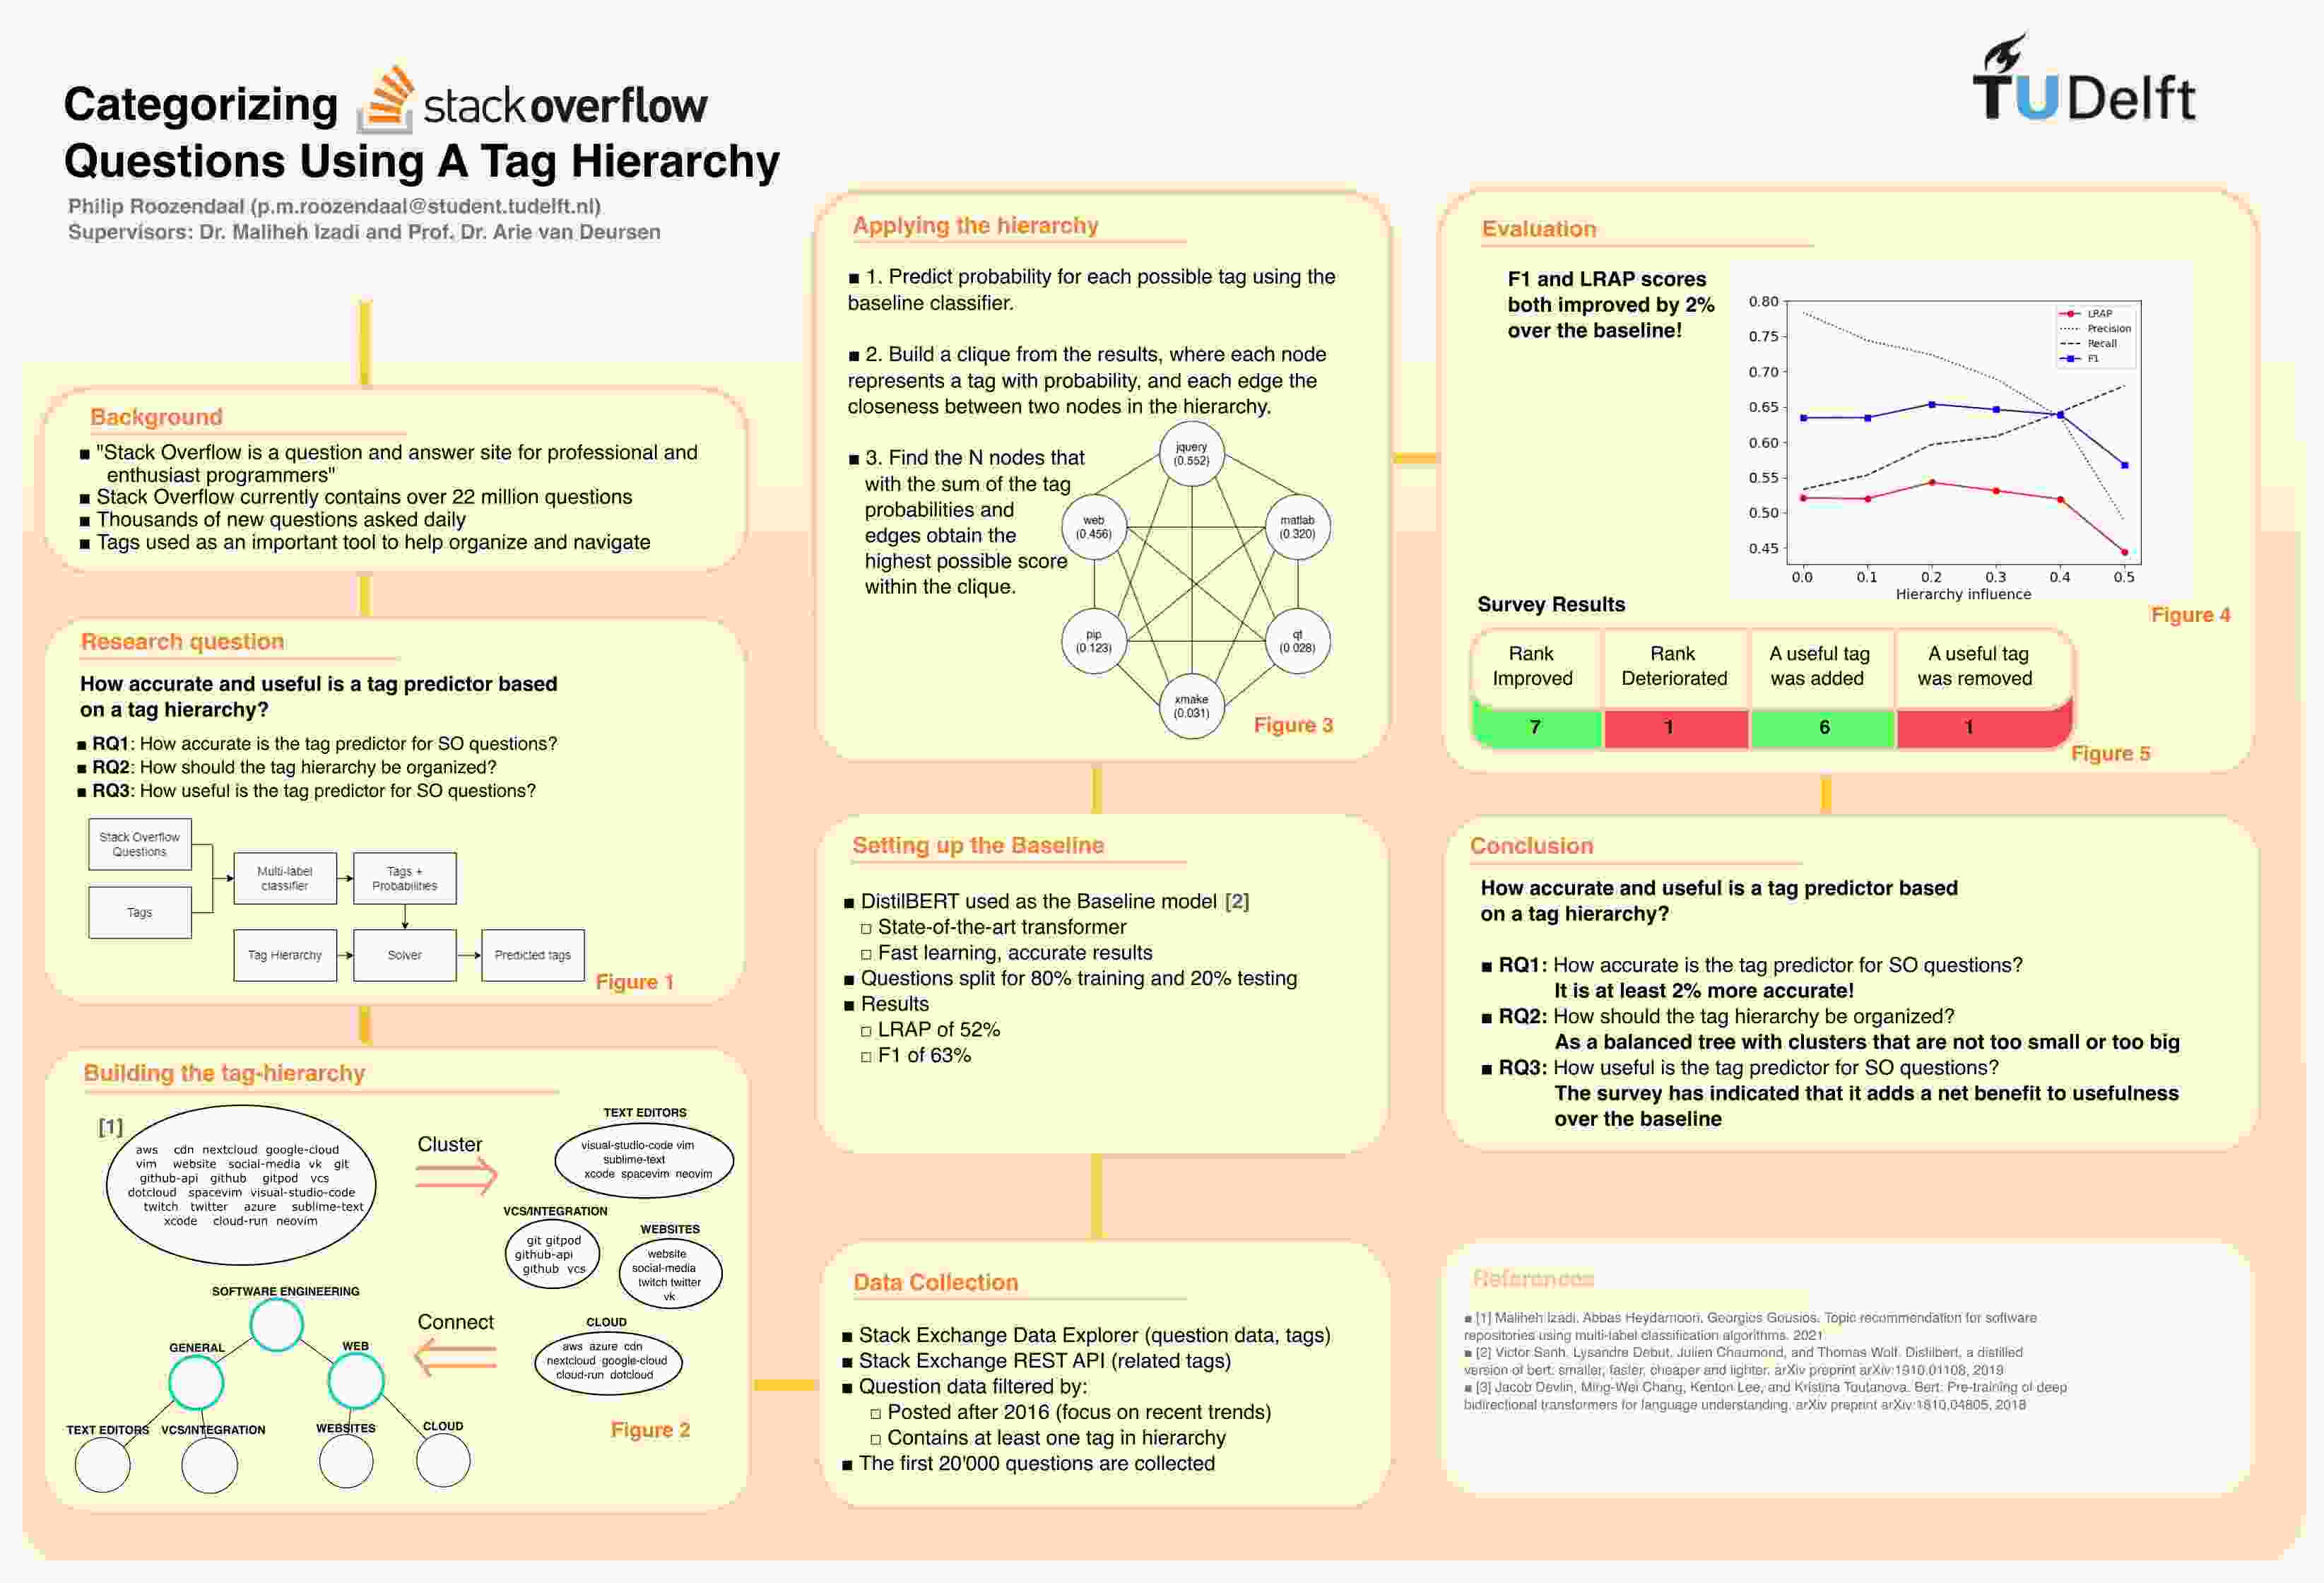 Categorizing stackoverflow
Questions Using A Tag Hierarchy
Philip Roozendaal (p.m.roozendaal@student.tudelft.nl)
Supervisors: Dr. Maliheh Izadi and Prof. Dr. Arie van Deursen
TU Delft
Background
■ "Stack Overflow is a question and answer site for professional and
enthusiast programmers"
■ Stack Overflow currently contains over 22 million questions
■ Thousands of new questions asked daily
■ Tags used as an important tool to help organize and navigate
Research question
How accurate and useful is a tag predictor based
on a tag hierarchy?
■ RQ1: How accurate is the tag predictor for SO questions?
■ RQ2: How should the tag hierarchy be organized?
■ RQ3: How useful is the tag predictor for SO questions?
Stack Overflow
Questions
Tags
Multi-label
classifier
Tags +
Probabilities
Tag Hierarchy
Solver
Predicted tags
Figure 1
Building the tag-hierarchy
[1]
aws cdn nextcloud google-cloud
vim website social-media vk git
github-api github gitpod vcs
dotcloud spacevim visual-studio-code
twitch twitter azure sublime-text
xcode cloud-run neovim
Cluster
TEXT EDITORS
visual-studio-code vim
sublime-text
xcode spacevim neovim
VCS/INTEGRATION
git gitpod
github-api
github vcs
WEBSITES
website
social-media
twitch twitter
vk
CLOUD
aws azure cdn
nextcloud google-cloud
cloud-run dotcloud
Connect
SOFTWARE ENGINEERING
GENERAL
WEB
TEXT EDITORS
VCS/INTEGRATION
WEBSITES
CLOUD
Figure 2
Applying the hierarchy
■ 1. Predict probability for each possible tag using the
baseline classifier.
■ 2. Build a clique from the results, where each node
represents a tag with probability, and each edge the
closeness between two nodes in the hierarchy.
■ 3. Find the N nodes that
with the sum of the tag
probabilities and
edges obtain the
highest possible score
within the clique.
jquery
(0.552)
web
(0.456)
matlab
(0.320)
pip
(0.123)
qt
(0.028)
xmake
(0.031)
Figure 3
Setting up the Baseline
■ DistilBERT used as the Baseline model [2]
□ State-of-the-art transformer
□ Fast learning, accurate results
■ Questions split for 80% training and 20% testing
■ Results
□ LRAP of 52%
□ F1 of 63%
Data Collection
■ Stack Exchange Data Explorer (question data, tags)
■ Stack Exchange REST API (related tags)
■ Question data filtered by:
□ Posted after 2016 (focus on recent trends)
□ Contains at least one tag in hierarchy
■ The first 20'000 questions are collected
Evaluation
F1 and LRAP scores
both improved by 2%
over the baseline!
0.80
0.75
0.70
0.65
0.60
0.55
0.50
0.45
LRAP
Precision
Recall
F1
0.0 0.1 0.2 0.3 0.4 0.5
Hierarchy influence
Figure 4
Survey Results
Rank
Improved
Rank
Deteriorated
A useful tag
was added
A useful tag
was removed
7 1 6 1
Figure 5
Conclusion
How accurate and useful is a tag predictor based
on a tag hierarchy?
■ RQ1: How accurate is the tag predictor for SO questions?
It is at least 2% more accurate!
■ RQ2: How should the tag hierarchy be organized?
As a balanced tree with clusters that are not too small or too big
■ RQ3: How useful is the tag predictor for SO questions?
The survey has indicated that it adds a net benefit to usefulness
over the baseline
References
■ [1] Maliheh Izadi, Abbas Heydarnoori, Georgios Gousios. Topic recommendation for software
repositories using multi-label classification algorithms. 2021
■ [2] Victor Sanh, Lysandre Debut, Julien Chaumond, and Thomas Wolf. Distilbert, a distilled
version of bert: smaller, faster, cheaper and lighter. arXiv preprint arXiv:1910.01108, 2019
■ [3] Jacob Devlin, Ming-Wei Chang, Kenton Lee, and Kristina Toutanova. Bert: Pre-training of deep
bidirectional transformers for language understanding. arXiv preprint arXiv:1810.04805, 2018